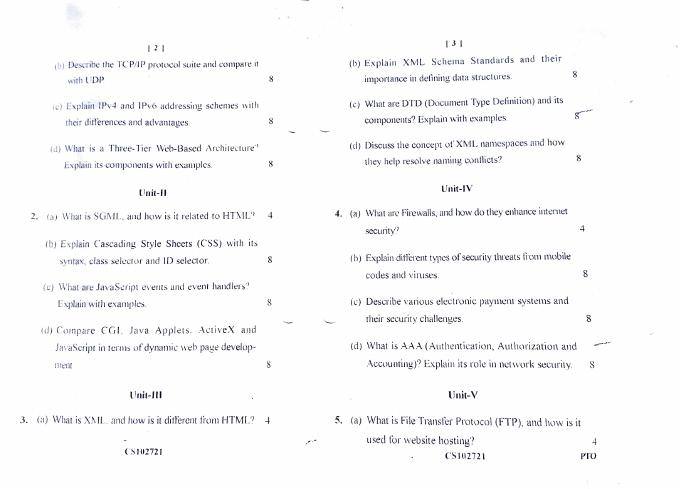 [ 2 ]
(b) Describe the TCP/IP protocol suite and compare it
with UDP 8
(c) Explain IPv4 and IPv6 addressing schemes with
their differences and advantages 8
(d) What is a Three-Tier Web-Based Architecture?
Explain its components with examples. 8
Unit-II
2. (a) What is SGML, and how is it related to HTML? 4
(b) Explain Cascading Style Sheets (CSS) with its
syntax, class selector and ID selector. 8
(c) What are JavaScript events and event handlers?
Explain with examples. 8
(d) Compare CGI, Java Applets, ActiveX and
JavaScript in terms of dynamic web page develop-
ment 8
Unit-III
3. (a) What is XML, and how is it different from HTML? 4
CS102721
[ 3 ]
(b) Explain XML Schema Standards and their
importance in defining data structures. 8
(c) What are DTD (Document Type Definition) and its
components? Explain with examples 8
(d) Discuss the concept of XML namespaces and how
they help resolve naming conflicts? 8
Unit-IV
4. (a) What are Firewalls, and how do they enhance internet
security? 4
(b) Explain different types of security threats from mobile
codes and viruses. 8
(c) Describe various electronic payment systems and
their security challenges. 8
(d) What is AAA (Authentication, Authorization and
Accounting)? Explain its role in network security. 8
Unit-V
5. (a) What is File Transfer Protocol (FTP), and how is it
used for website hosting? 4
CS102721 PTO